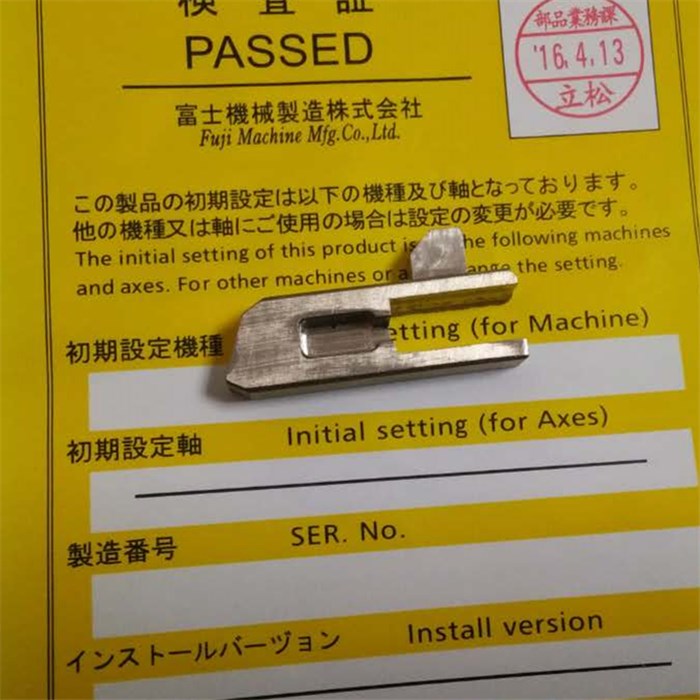 検査証
PASSED
部品業務課
'16.4.13
立松
富士機械製造株式会社
Fuji Machine Mfg.Co.,Ltd.
この製品の初期設定は以下の機種及び軸となっております。
他の機種又は軸にご使用の場合は設定の変更が必要です。
The initial setting of this product is the following machines
and axes. For other machines or a ange the setting.
初期設定機種 etting (for Machine)
初期設定軸 Initial setting (for Axes)
製造番号 SER. No.
インストールバーヅョン Install version